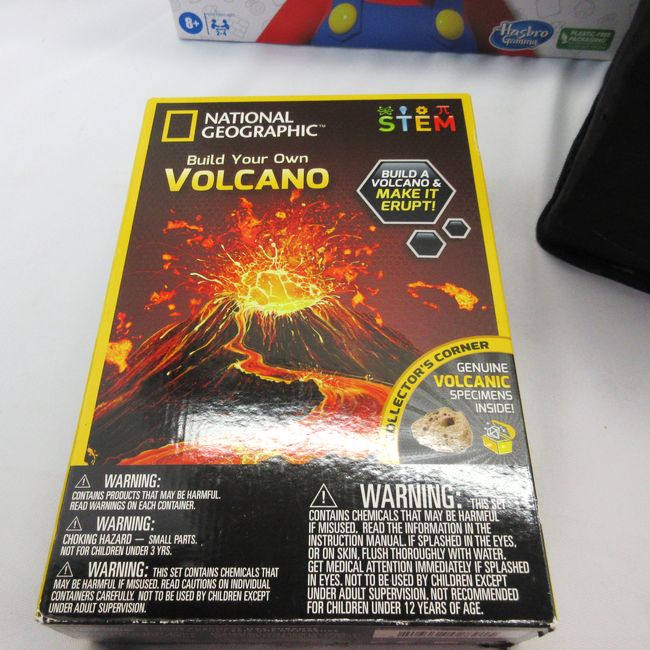 8+
2-4
Hasbro
Gaming
PLASTIC-FREE
PACKAGING
NATIONAL
GEOGRAPHIC™
STEM
Build Your Own
VOLCANO
BUILD A
VOLCANO &
MAKE IT
ERUPT!
COLLECTOR'S CORNER
GENUINE
VOLCANIC
SPECIMENS
INSIDE!
WARNING:
CONTAINS PRODUCTS THAT MAY BE HARMFUL.
READ WARNINGS ON EACH CONTAINER.
WARNING:
CHOKING HAZARD — SMALL PARTS.
NOT FOR CHILDREN UNDER 3 YRS.
WARNING: THIS SET CONTAINS CHEMICALS THAT
MAY BE HARMFUL IF MISUSED. READ CAUTIONS ON INDIVIDUAL
CONTAINERS CAREFULLY. NOT TO BE USED BY CHILDREN EXCEPT
UNDER ADULT SUPERVISION.
WARNING: THIS SET
CONTAINS CHEMICALS THAT MAY BE HARMFUL
IF MISUSED. READ THE INFORMATION IN THE
INSTRUCTION MANUAL. IF SPLASHED IN THE EYES,
OR ON SKIN, FLUSH THOROUGHLY WITH WATER.
GET MEDICAL ATTENTION IMMEDIATELY IF SPLASHED
IN EYES. NOT TO BE USED BY CHILDREN EXCEPT
UNDER ADULT SUPERVISION. NOT RECOMMENDED
FOR CHILDREN UNDER 12 YEARS OF AGE.